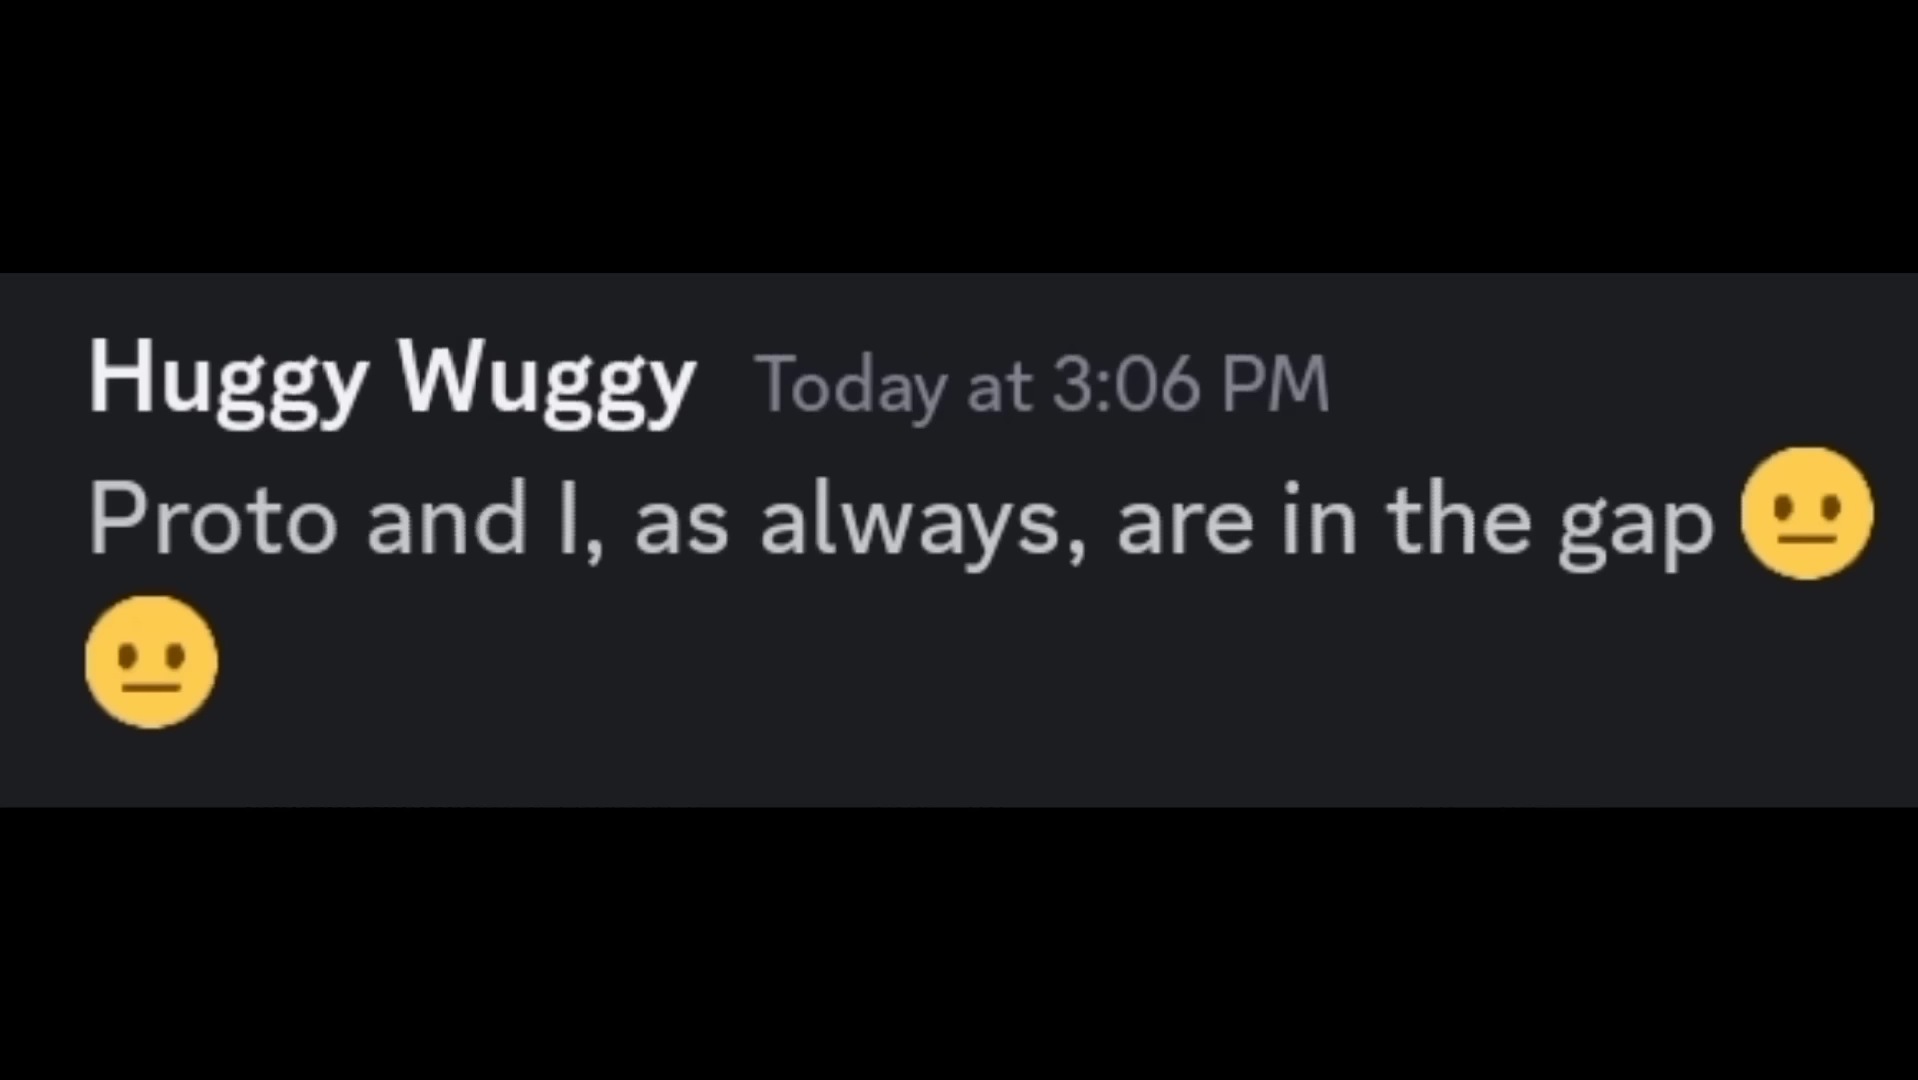 Huggy Wuggy Today at 3:06 PM
Proto and I, as always, are in the gap 😐
😐